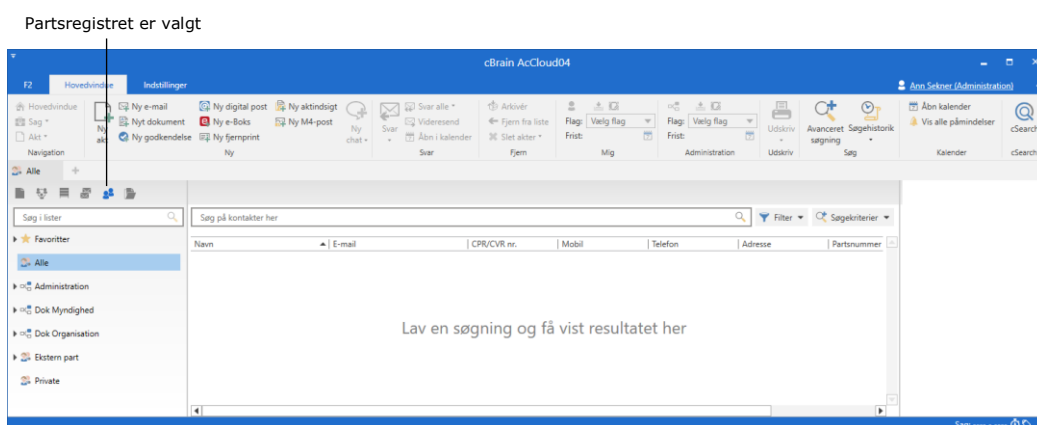 Partsregistret er valgt
cBrain AcCloud04
F2 Hovedvindue Indstillinger Ann Sekner (Administration)
Hovedvindue Ny e-mail Ny digital post Ny aktindsigt Svar alle Arkivér Åbn kalender
Sag Nyt dokument Ny e-Boks Ny M4-post Videresend Fjern fra liste Flag: Vælg flag Flag: Vælg flag Vis alle påmindelser
Akt Ny godkendelse Ny fjernprint Åbn i kalender Slet akter Frist: Frist:
Ny akt Ny chat Svar Udskriv Avanceret søgning Søgehistorik cSearch
Navigation Ny Svar Fjern Mig Administration Udskriv Søg Kalender cSearch
Alle +
Søg i lister Søg på kontakter her Filter Søgekriterier
Favoritter
Navn E-mail CPR/CVR nr. Mobil Telefon Adresse Partsnummer
Alle
Administration
Dok Myndighed
Dok Organisation
Lav en søgning og få vist resultatet her
Ekstern part
Private